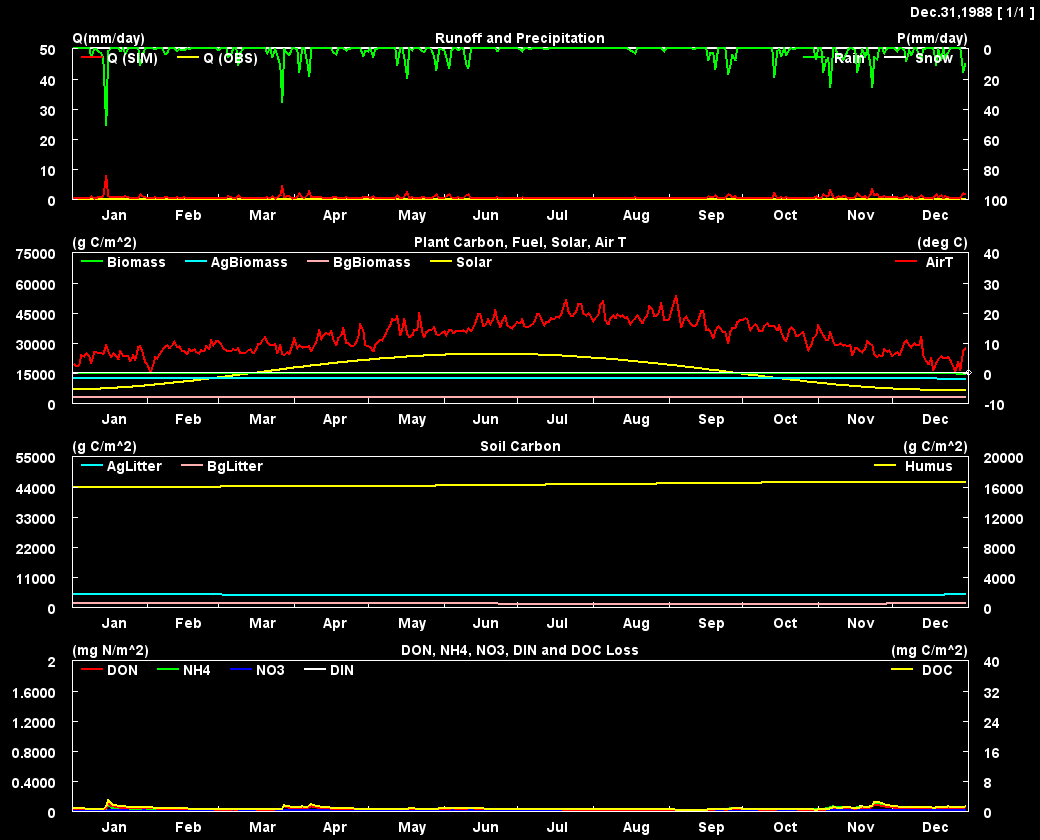 Dec.31,1988 [ 1/1 ]
Q(mm/day) Runoff and Precipitation P(mm/day)
50 0
Q (SIM) Q (OBS) Rain Snow
40 20
30 40
20 60
10 80
0 100
Jan Feb Mar Apr May Jun Jul Aug Sep Oct Nov Dec
(g C/m^2) Plant Carbon, Fuel, Solar, Air T (deg C)
75000 40
Biomass AgBiomass BgBiomass Solar AirT
60000 30
45000 20
30000 10
15000 0
0 -10
Jan Feb Mar Apr May Jun Jul Aug Sep Oct Nov Dec
(g C/m^2) Soil Carbon (g C/m^2)
55000 20000
AgLitter BgLitter Humus
44000 16000
33000 12000
22000 8000
11000 4000
0 0
Jan Feb Mar Apr May Jun Jul Aug Sep Oct Nov Dec
(mg N/m^2) DON, NH4, NO3, DIN and DOC Loss (mg C/m^2)
2 40
DON NH4 NO3 DIN DOC
1.6000 32
1.2000 24
0.8000 16
0.4000 8
0 0
Jan Feb Mar Apr May Jun Jul Aug Sep Oct Nov Dec